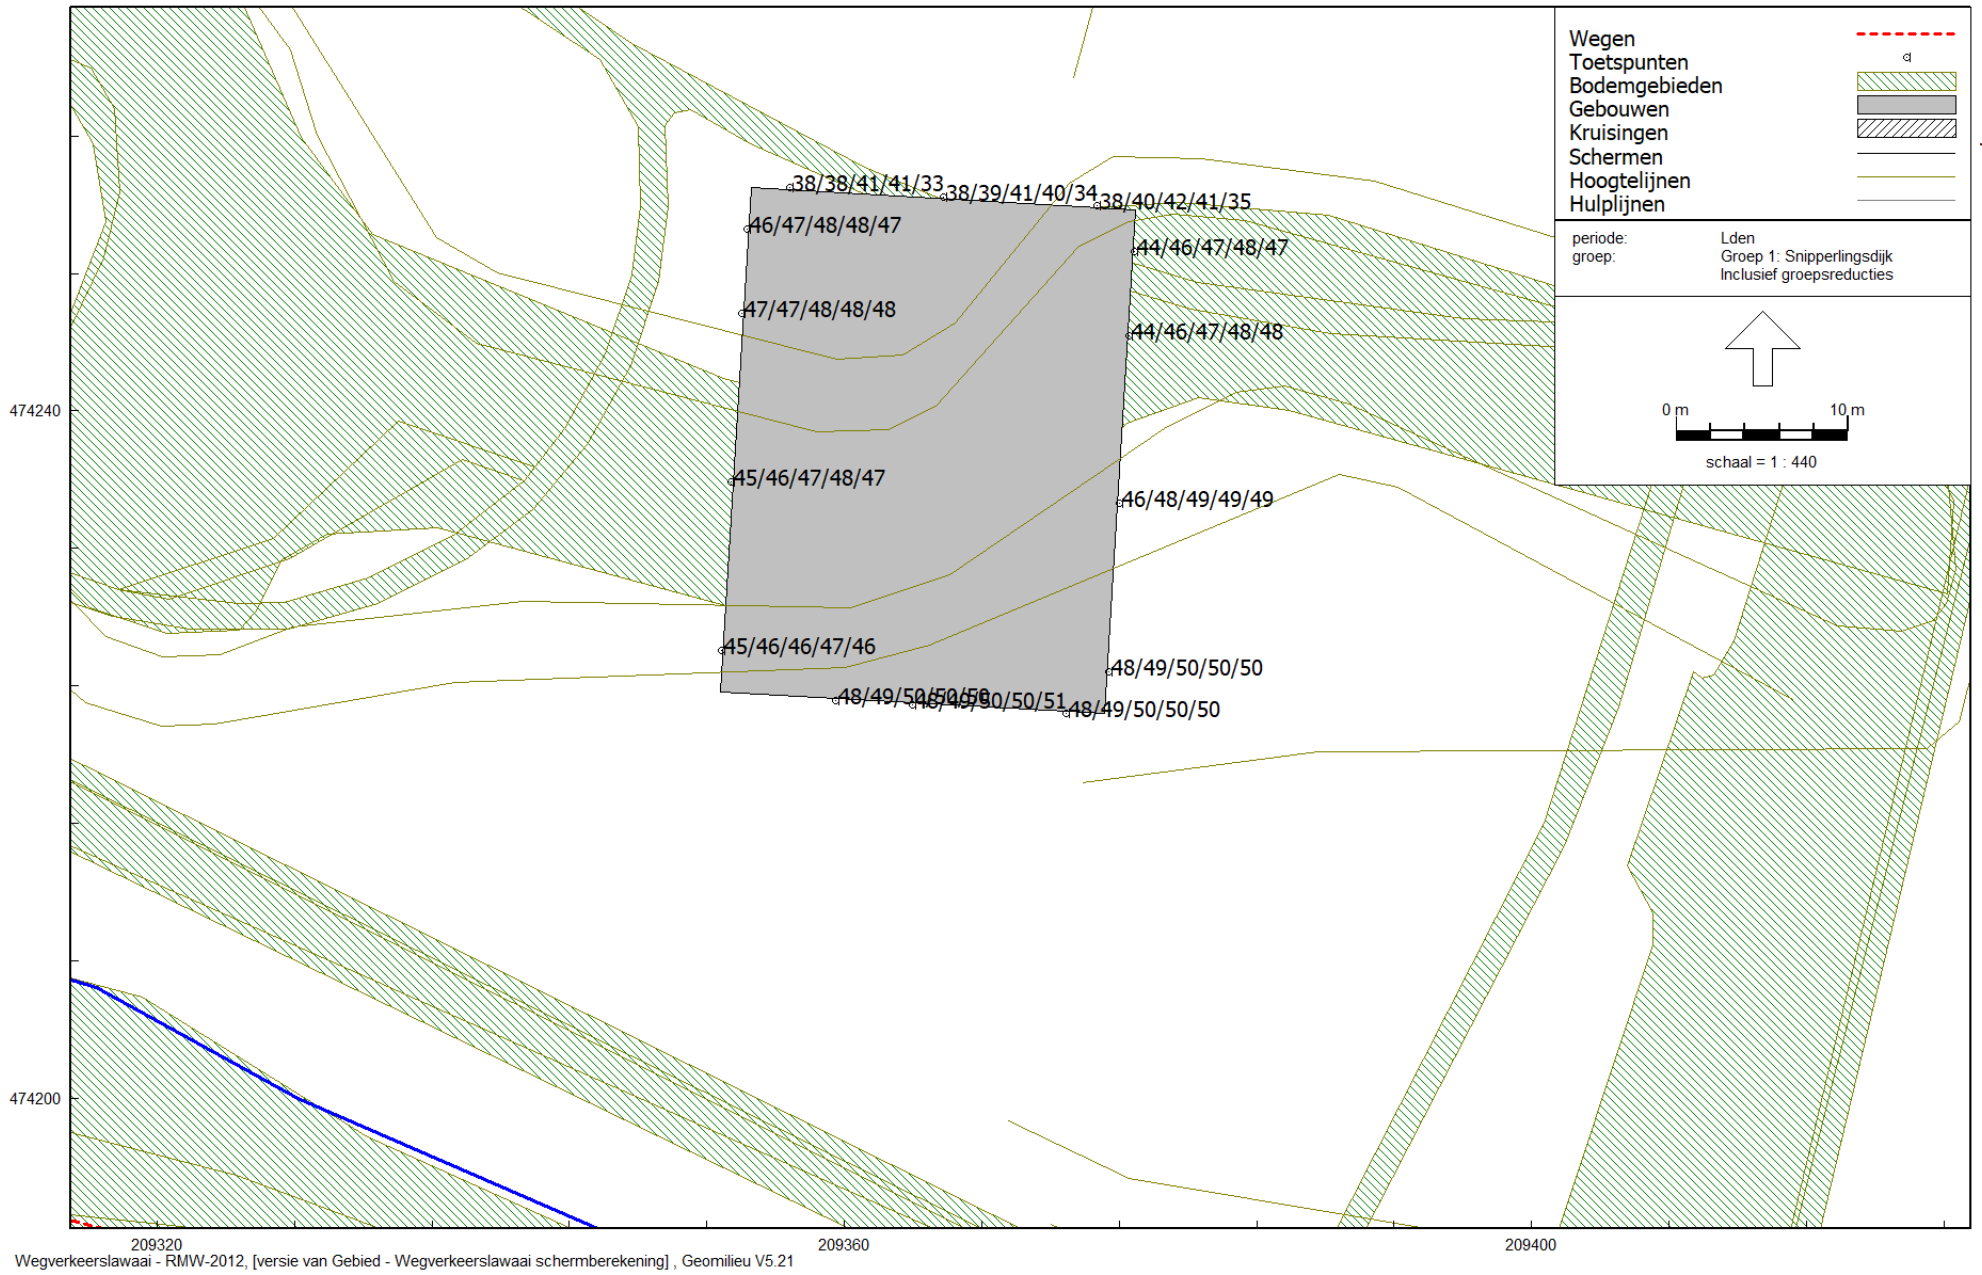 Wegen
Toetspunten
Bodemgebieden
Gebouwen
Kruisingen
Schermen
Hoogtelijnen
Hulplijnen
periode: Lden
groep: Groep 1: Snipperlingsdijk
Inclusief groepsreducties
0 m 10 m
schaal = 1 : 440
38/38/41/41/33
38/39/41/40/34
38/40/42/41/35
46/47/48/48/47
44/46/47/48/47
47/47/48/48/48
44/46/47/48/48
474240
45/46/47/48/47
46/48/49/49/49
45/46/46/47/46
48/49/50/50/50
48/49/50/50/50
48/49/50/50/51
48/49/50/50/50
474200
209320 209360 209400
Wegverkeerslawaai - RMW-2012, [versie van Gebied - Wegverkeerslawaai schermberekening] , Geomilieu V5.21